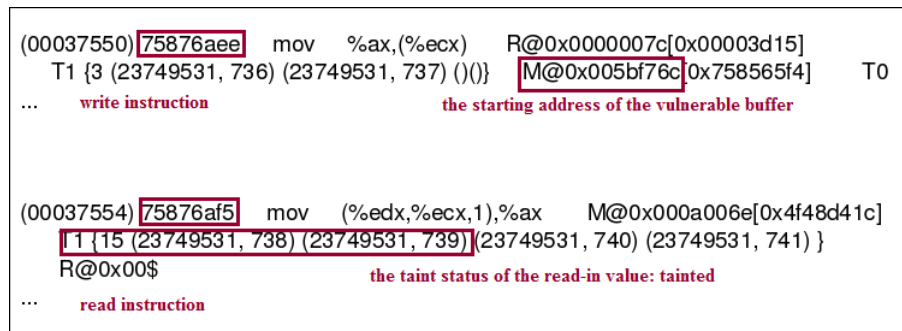 (00037550) 75876aee mov %ax,(%ecx) R@0x0000007c[0x00003d15]
T1 {3 (23749531, 736) (23749531, 737) ()()} M@0x005bf76c[0x758565f4] T0
... write instruction the starting address of the vulnerable buffer
(00037554) 75876af5 mov (%edx,%ecx,1),%ax M@0x000a006e[0x4f48d41c]
T1 {15 (23749531, 738) (23749531, 739) (23749531, 740) (23749531, 741) }
R@0x00$ the taint status of the read-in value: tainted
... read instruction